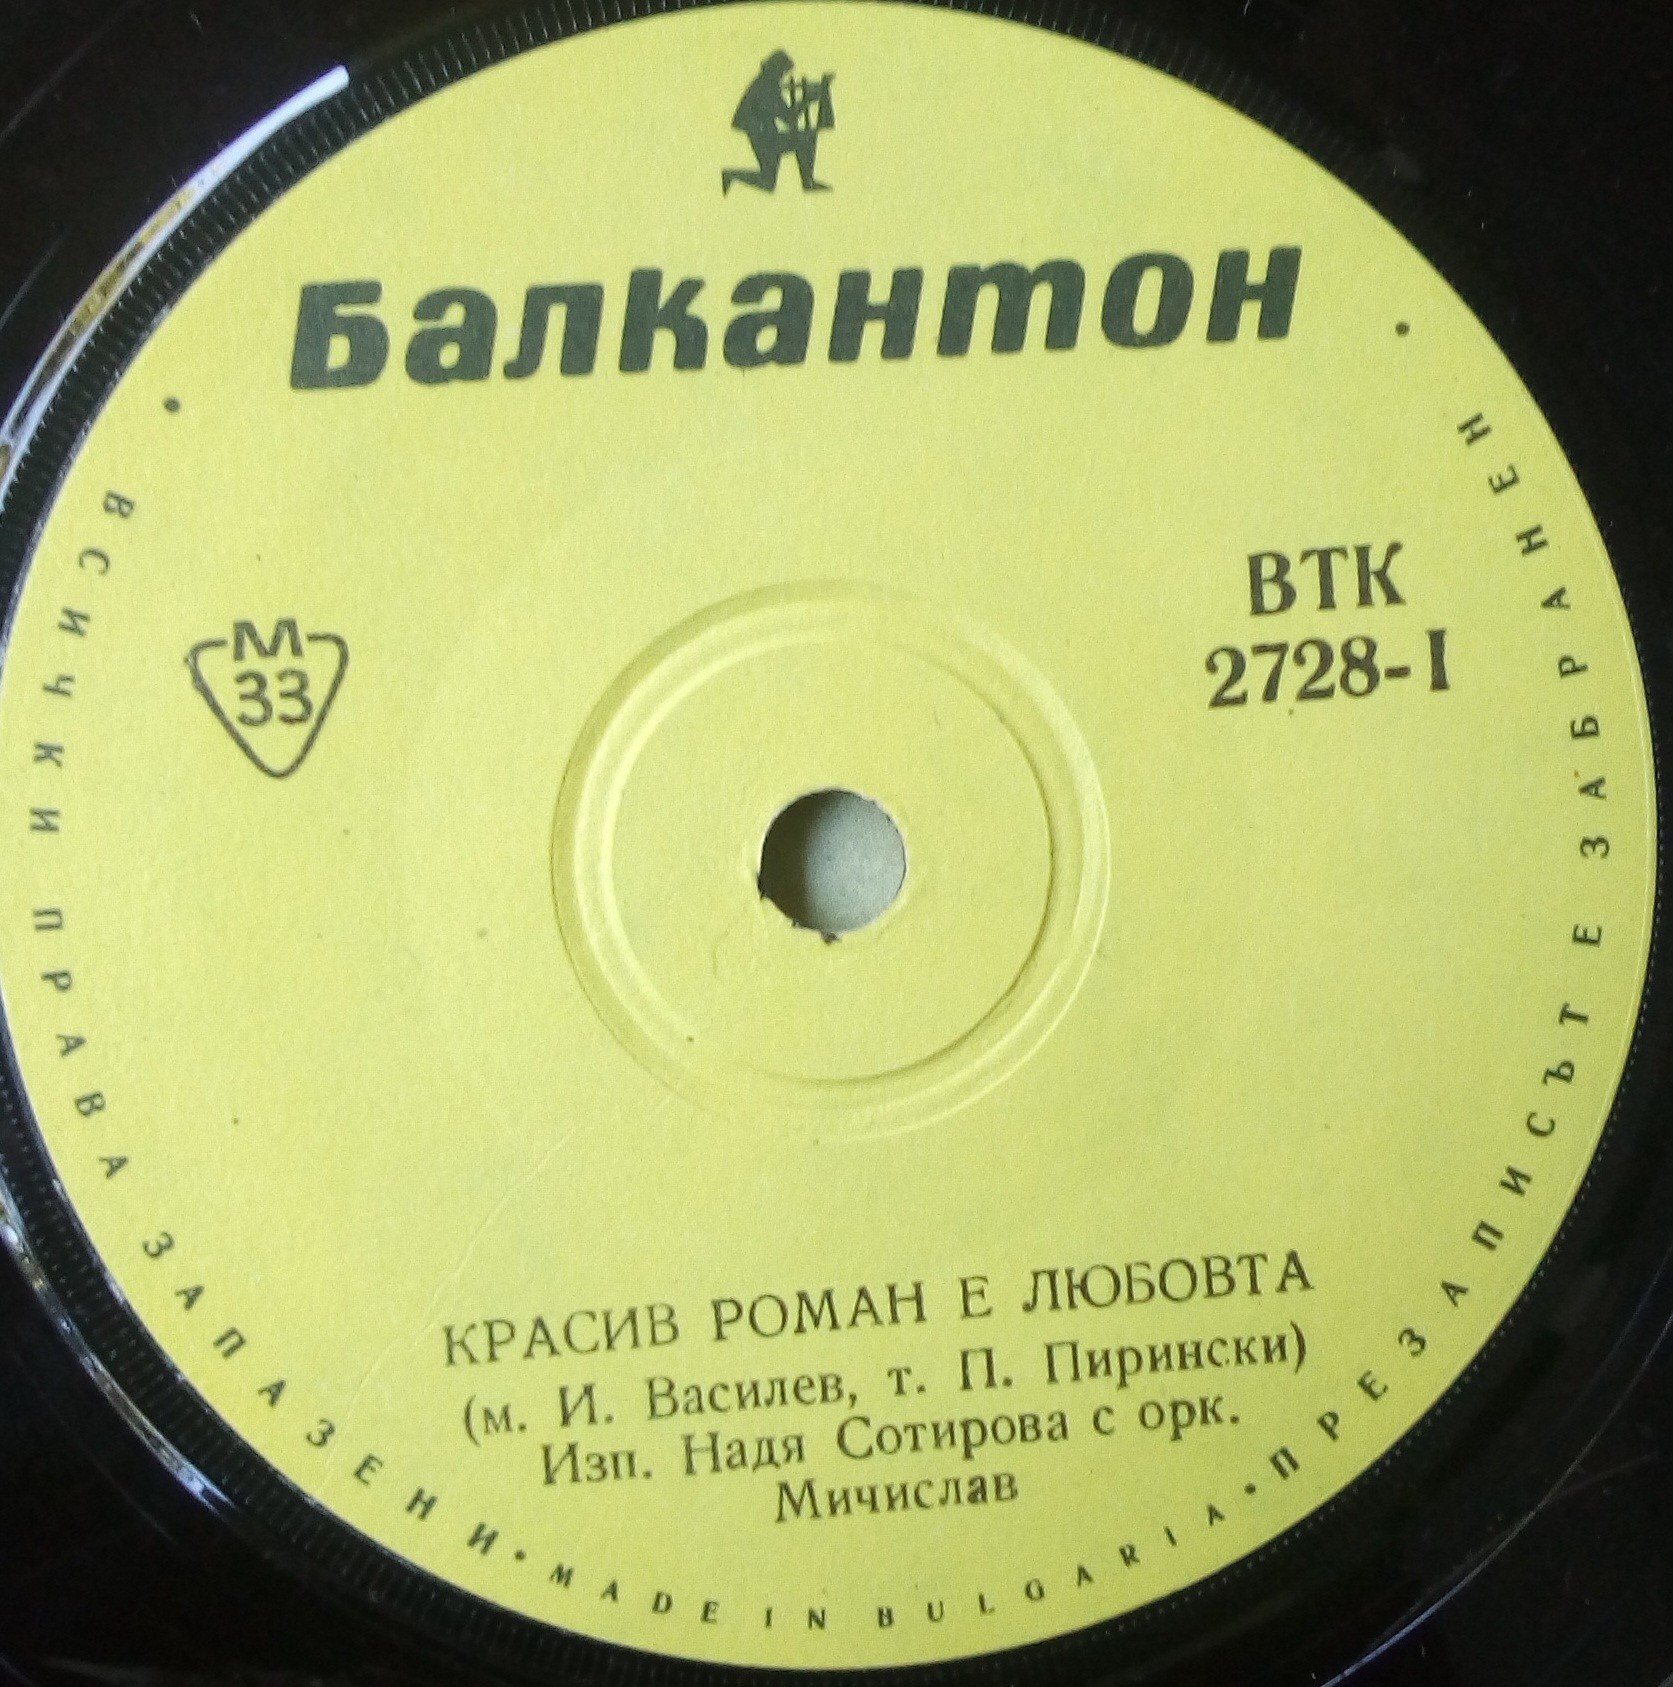 Балкантон
М
33
ВТК
2728-I
КРАСИВ РОМАН Е ЛЮБОВТА
(м. И. Василев, т. П. Пирински)
Изп. Надя Сотирова с орк.
Мичислав
• ВСИЧКИ ПРАВА ЗАПАЗЕНИ • MADE IN BULGARIA • ПРЕЗАПИСЪТ Е ЗАБРАНЕН •